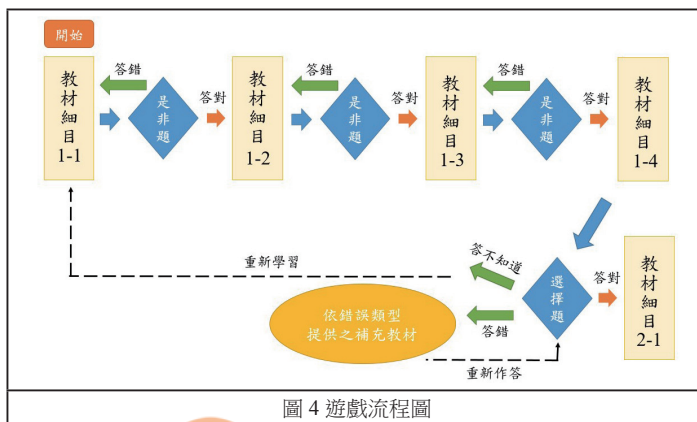 開始
教材細目
1-1
答錯
是非題
答對
教材細目
1-2
答錯
是非題
答對
教材細目
1-3
答錯
是非題
答對
教材細目
1-4
重新學習
答不知道
選擇題
答對
教材細目
2-1
依錯誤類型
提供之補充教材
答錯
重新作答
圖 4 遊戲流程圖